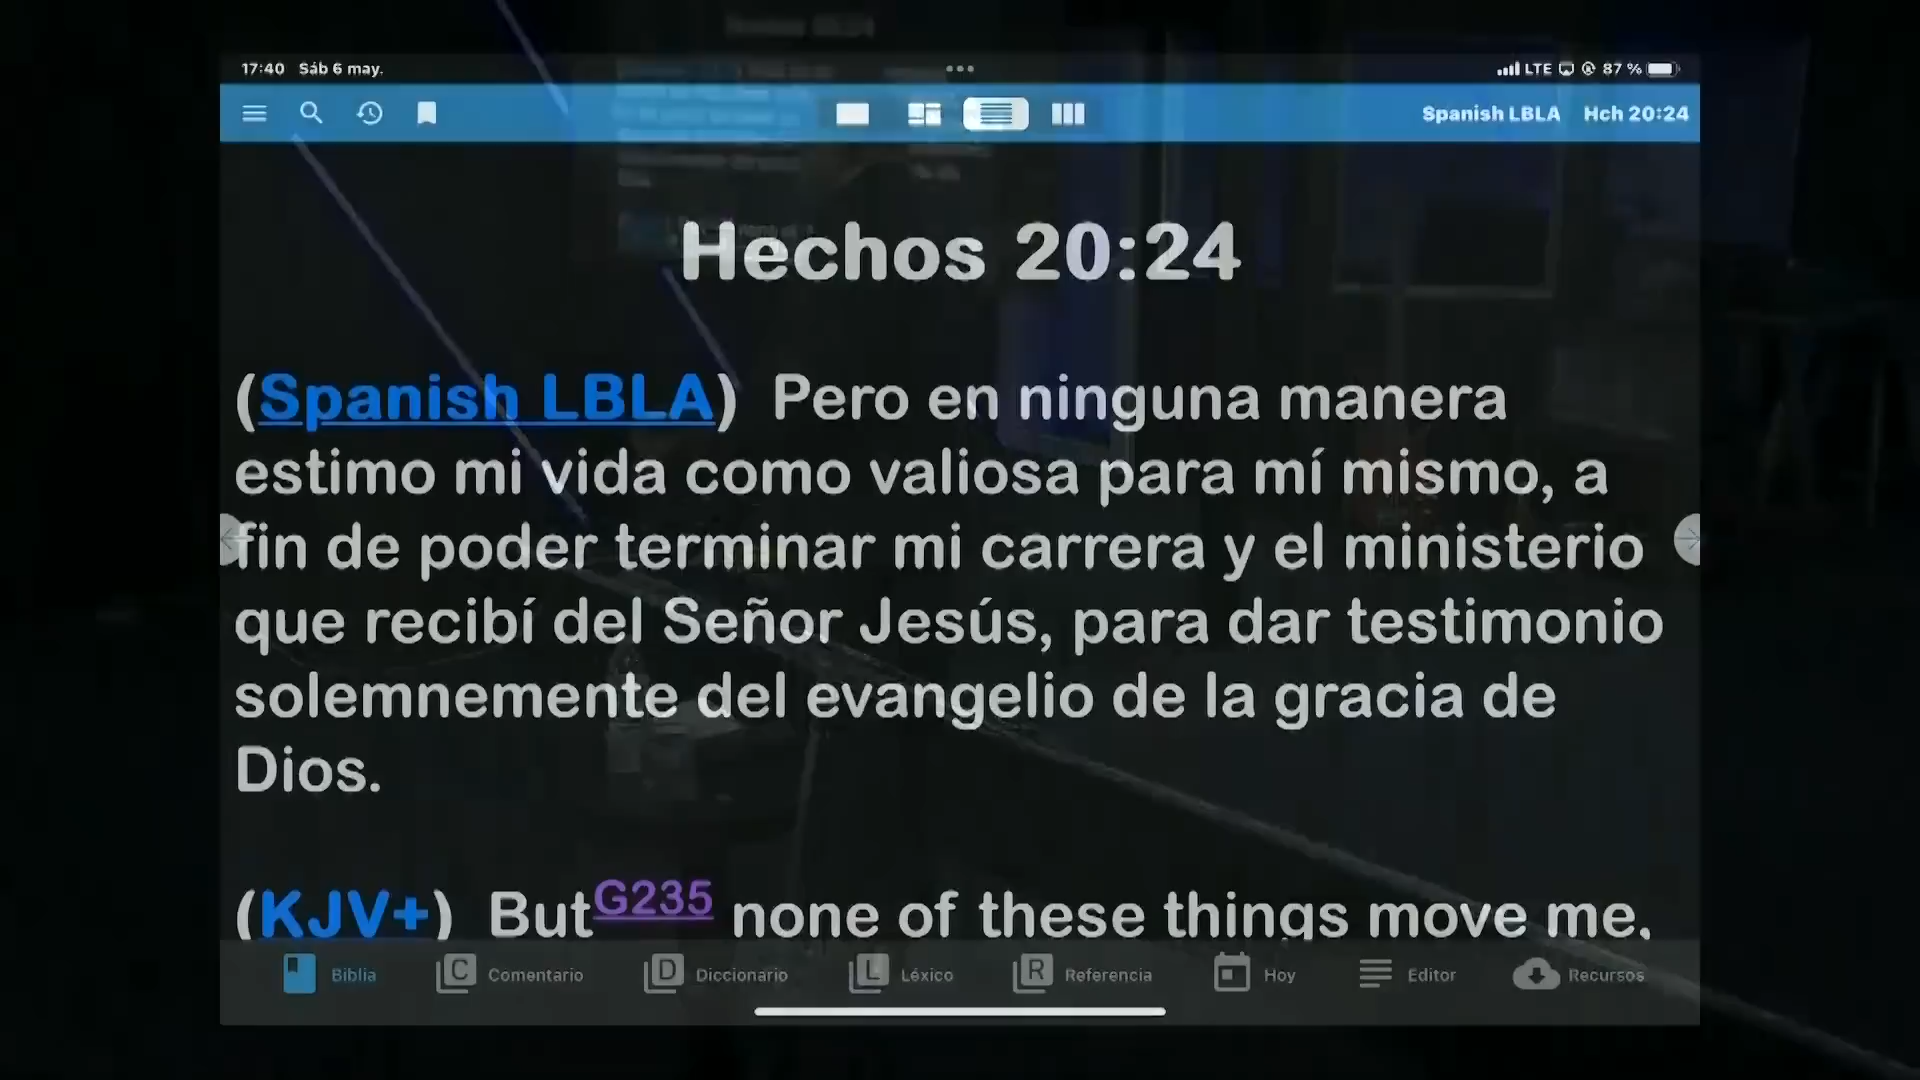 17:40 Sáb 6 may.
LTE 87 %
Spanish LBLA Hch 20:24
Hechos 20:24
(Spanish LBLA) Pero en ninguna manera
estimo mi vida como valiosa para mí mismo, a
fin de poder terminar mi carrera y el ministerio
que recibí del Señor Jesús, para dar testimonio
solemnemente del evangelio de la gracia de
Dios.
(KJV+) But G235 none of these things move me,
Biblia C Comentario D Diccionario L Léxico R Referencia Hoy Editor Recursos